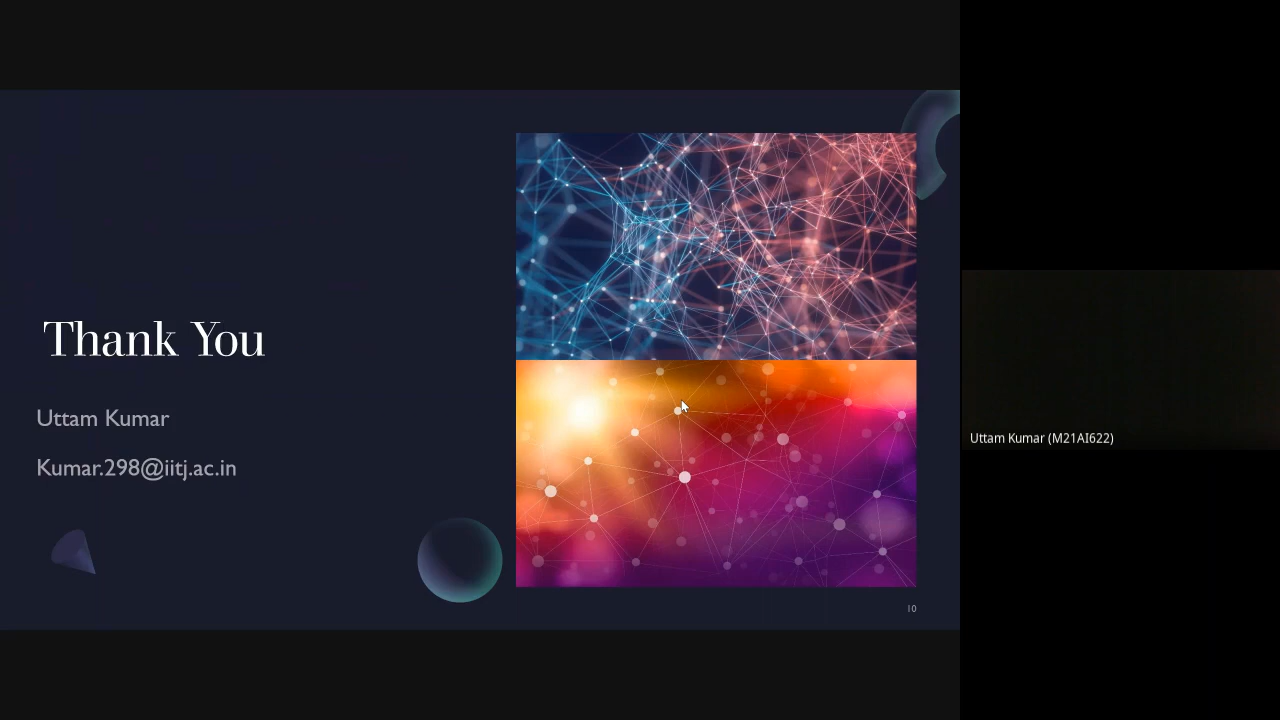 Thank You
Uttam Kumar
Kumar.298@iitj.ac.in
10
Uttam Kumar (M21AI622)